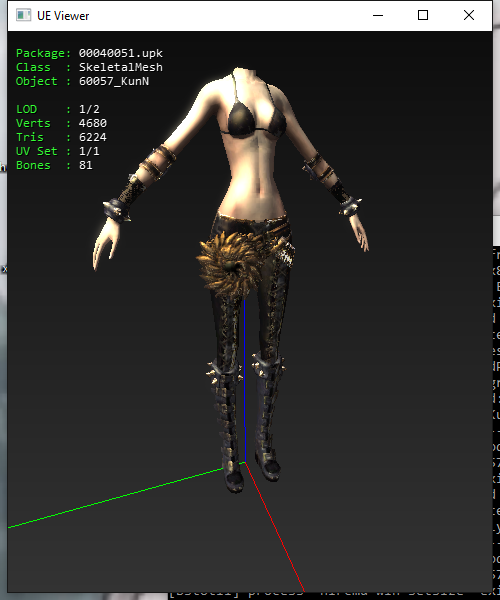 UE Viewer
Package: 00040051.upk
Class : SkeletalMesh
Object : 60057_KunN
LOD : 1/2
Verts : 4680
Tris : 6224
UV Set : 1/1
Bones : 81